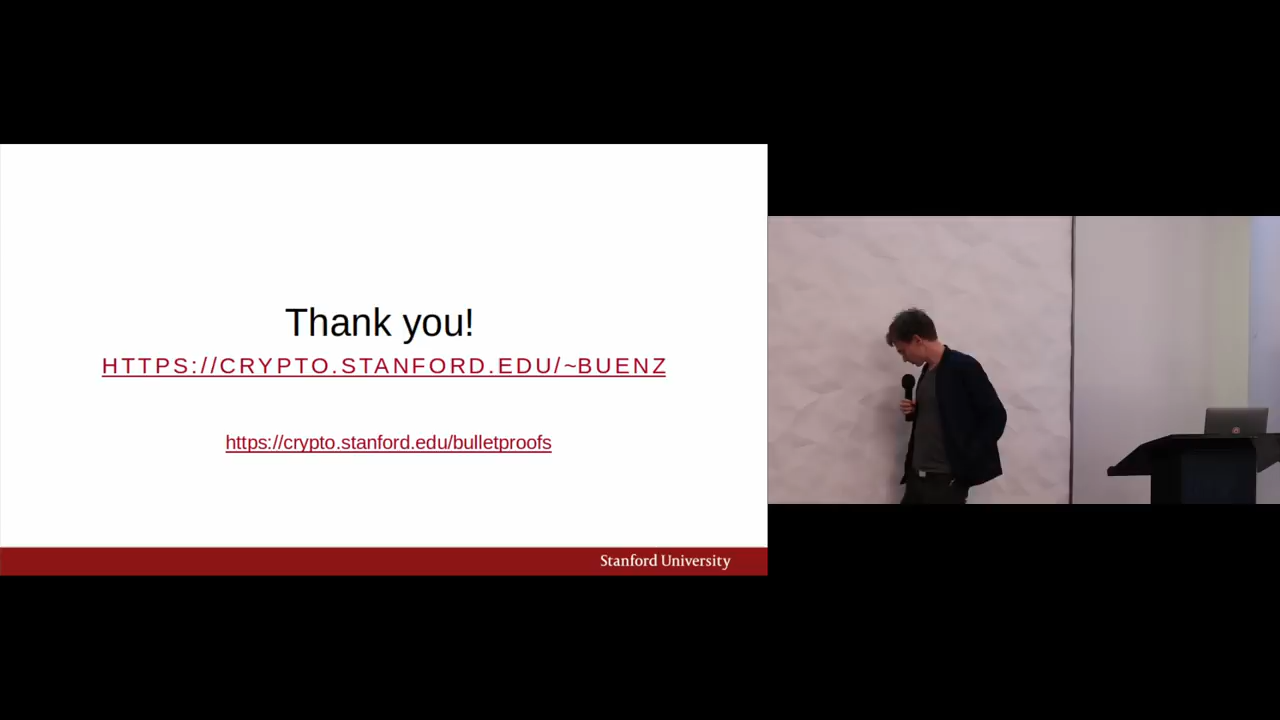 Thank you!
HTTPS://CRYPTO.STANFORD.EDU/~BUENZ
https://crypto.stanford.edu/bulletproofs
Stanford University